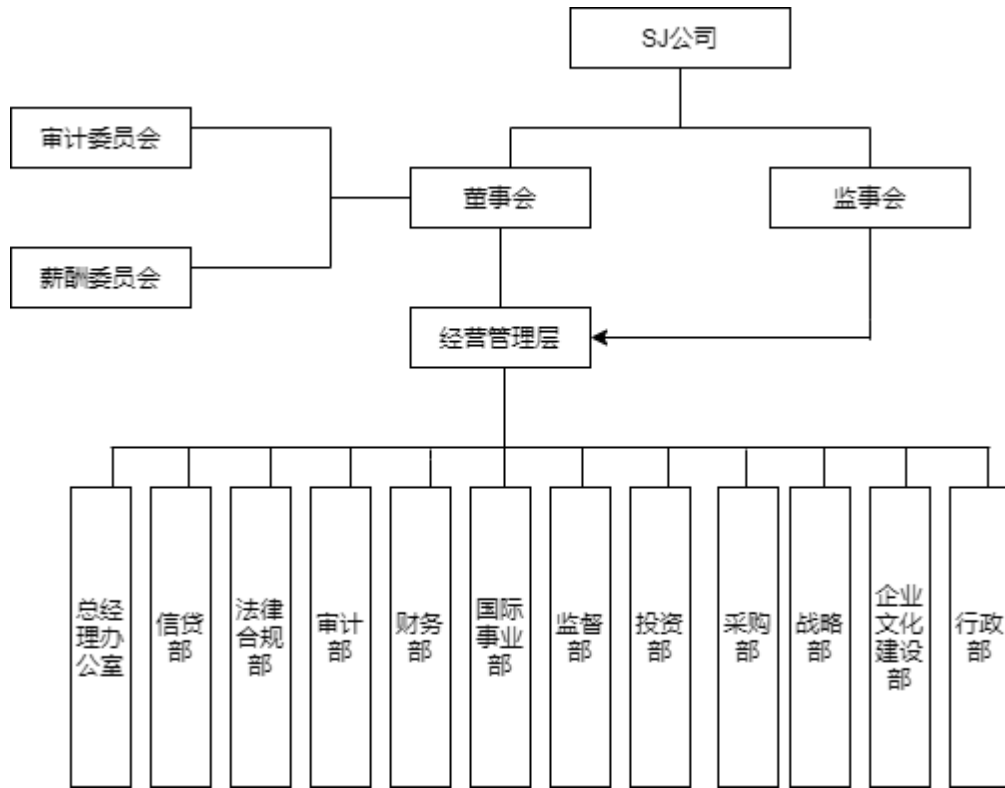 SJ公司
审计委员会
董事会
监事会
薪酬委员会
经营管理层
总经
理办
公室
信贷
部
法律
合规
部
审计
部
财务
部
国际
事业
部
监督
部
投资
部
采购
部
战略
部
企业
文化
建设
部
行政
部